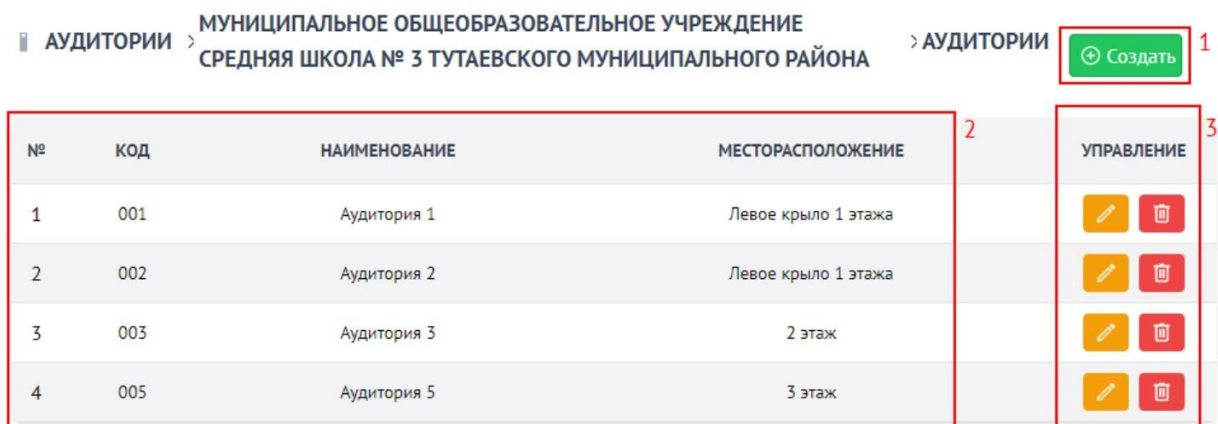 МУНИЦИПАЛЬНОЕ ОБЩЕОБРАЗОВАТЕЛЬНОЕ УЧРЕЖДЕНИЕ
АУДИТОРИИ > СРЕДНЯЯ ШКОЛА № 3 ТУТАЕВСКОГО МУНИЦИПАЛЬНОГО РАЙОНА > АУДИТОРИИ Создать 1
2 3
№ КОД НАИМЕНОВАНИЕ МЕСТОРАСПОЛОЖЕНИЕ УПРАВЛЕНИЕ
1 001 Аудитория 1 Левое крыло 1 этажа
2 002 Аудитория 2 Левое крыло 1 этажа
3 003 Аудитория 3 2 этаж
4 005 Аудитория 5 3 этаж